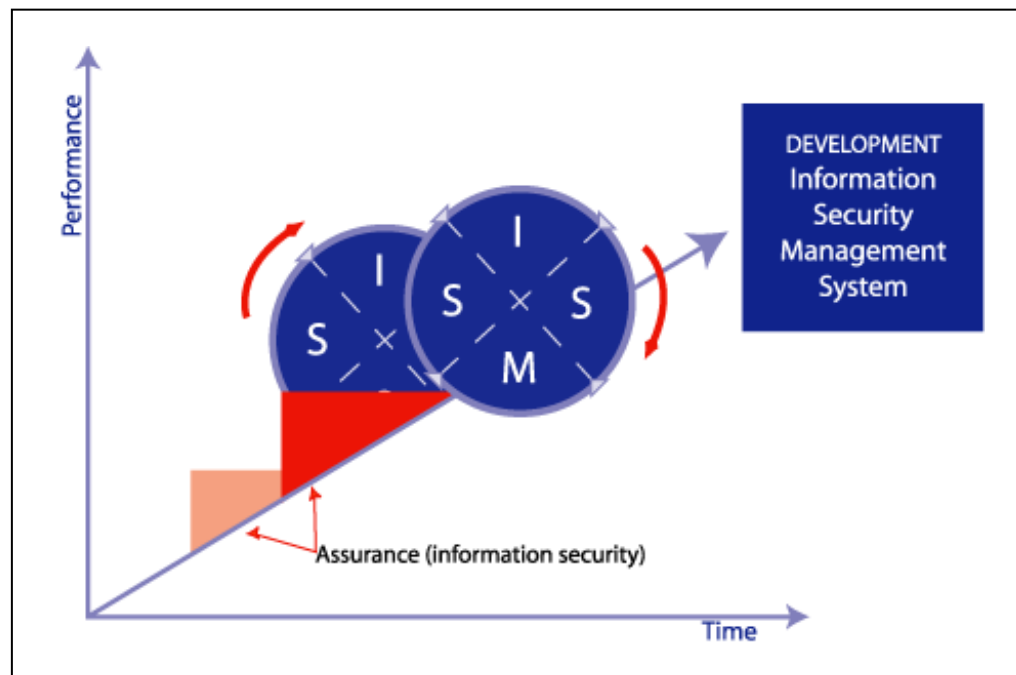 Performance
DEVELOPMENT
Information
Security
Management
System
I
S
I
S S
M
Assurance (information security)
Time